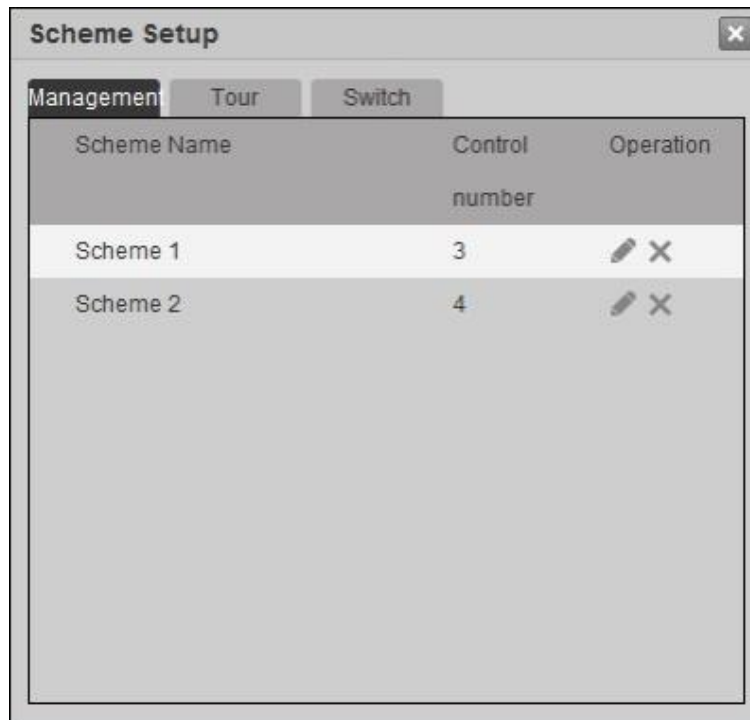 Scheme Setup
Management Tour Switch
Scheme Name Control number Operation
Scheme 1 3
Scheme 2 4